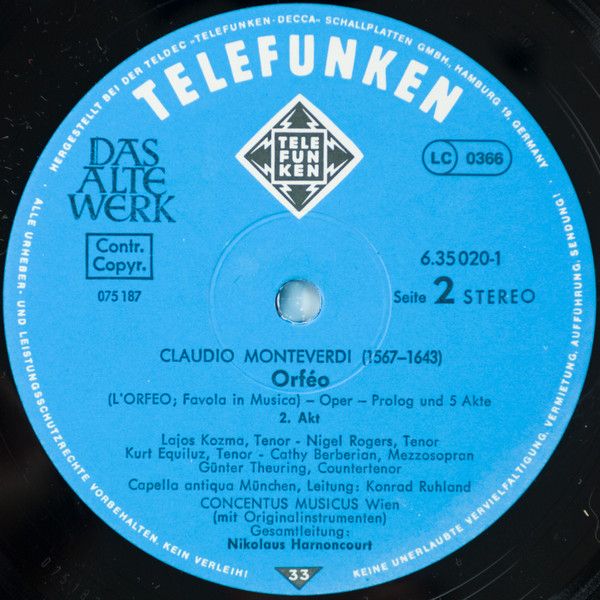 HERGESTELLT BEI DER TELDEC »TELEFUNKEN-DECCA« SCHALLPLATTEN GMBH., HAMBURG 19, GERMANY · ALLE URHEBER- UND LEISTUNGSSCHUTZRECHTE VORBEHALTEN. KEIN VERLEIH! KEINE UNERLAUBTE VERVIELFÄLTIGUNG, VERMIETUNG, AUFFÜHRUNG, SENDUNG!
TELEFUNKEN
TELE
FUN
KEN
DAS
ALTE
WERK
LC 0366
Contr.
Copyr.
075187
6.35020-1
Seite 2 STEREO
CLAUDIO MONTEVERDI (1567–1643)
Orféo
(L'ORFEO; Favola in Musica) – Oper – Prolog und 5 Akte
2. Akt
Lajos Kozma, Tenor - Nigel Rogers, Tenor
Kurt Equiluz, Tenor - Cathy Berberian, Mezzosopran
Günter Theuring, Countertenor
Capella antiqua München, Leitung: Konrad Ruhland
CONCENTUS MUSICUS Wien
(mit Originalinstrumenten)
Gesamtleitung:
Nikolaus Harnoncourt
33